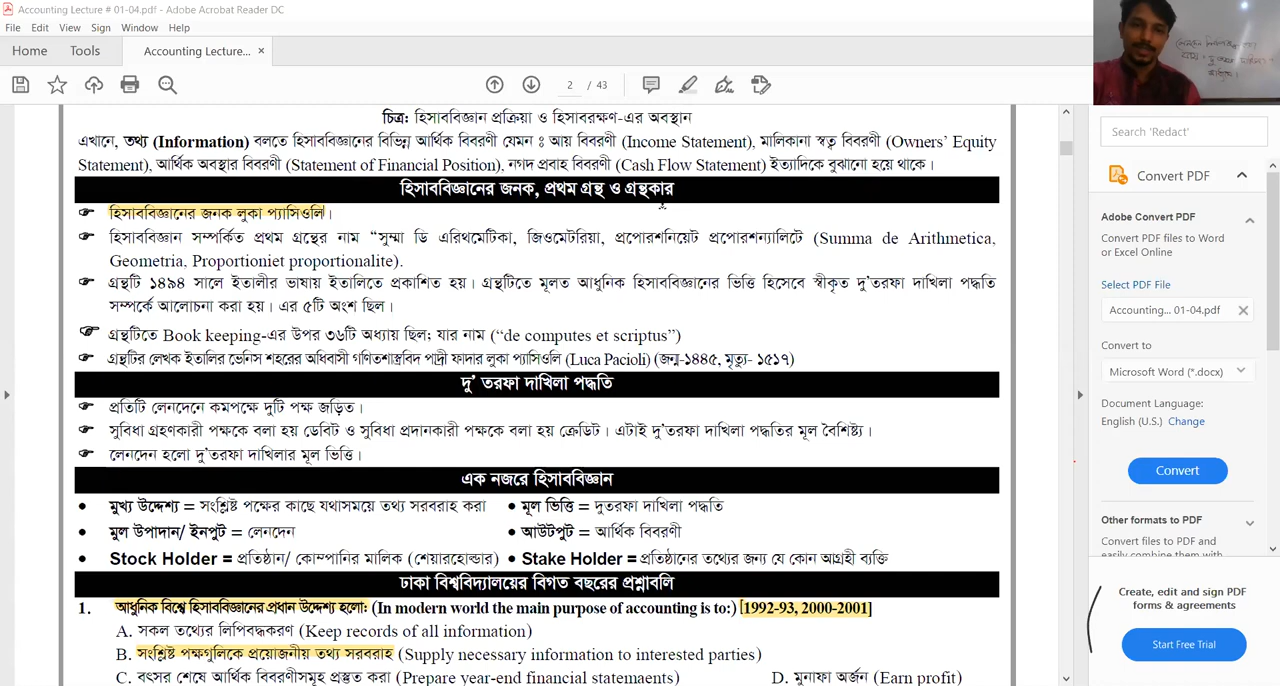 Accounting Lecture # 01-04.pdf - Adobe Acrobat Reader DC
File Edit View Sign Window Help
Home Tools Accounting Lecture... ×
2 / 43
চিত্র: হিসাববিজ্ঞান প্রক্রিয়া ও হিসাবরক্ষণ-এর অবস্থান
এখানে, তথ্য (Information) বলতে হিসাববিজ্ঞানের বিভিন্ন আর্থিক বিবরণী যেমন ঃ আয় বিবরণী (Income Statement), মালিকানা স্বত্ব বিবরণী (Owners' Equity
Statement), আর্থিক অবস্থার বিবরণী (Statement of Financial Position), নগদ প্রবাহ বিবরণী (Cash Flow Statement) ইত্যাদিকে বুঝানো হয়ে থাকে।
হিসাববিজ্ঞানের জনক, প্রথম গ্রন্থ ও গ্রন্থকার
☞ হিসাববিজ্ঞানের জনক লুকা প্যাসিওলি।
☞ হিসাববিজ্ঞান সম্পর্কিত প্রথম গ্রন্থের নাম “সুম্মা ডি এরিথমেটিকা, জিওমেটরিয়া, প্রপোরশনিয়েট প্রপোরশন্যালিটে (Summa de Arithmetica,
Geometria, Proportioniet proportionalite).
☞ গ্রন্থটি ১৪৯৪ সালে ইতালীর ভাষায় ইতালিতে প্রকাশিত হয়। গ্রন্থটিতে মূলত আধুনিক হিসাববিজ্ঞানের ভিত্তি হিসেবে স্বীকৃত দু’তরফা দাখিলা পদ্ধতি
সম্পর্কে আলোচনা করা হয়। এর ৫টি অংশ ছিল।
☞ গ্রন্থটিতে Book keeping-এর উপর ৩৬টি অধ্যায় ছিল; যার নাম (“de computes et scriptus”)
☞ গ্রন্থটির লেখক ইতালির ভেনিস শহরের অধিবাসী গণিতশাস্ত্রবিদ পাদ্রী ফাদার লুকা প্যাসিওলি (Luca Pacioli) (জন্ম-১৪৪৫, মৃত্যু- ১৫১৭)
দু’ তরফা দাখিলা পদ্ধতি
☞ প্রতিটি লেনদেনে কমপক্ষে দুটি পক্ষ জড়িত।
☞ সুবিধা গ্রহণকারী পক্ষকে বলা হয় ডেবিট ও সুবিধা প্রদানকারী পক্ষকে বলা হয় ক্রেডিট। এটাই দু’তরফা দাখিলা পদ্ধতির মূল বৈশিষ্ট্য।
☞ লেনদেন হলো দু’তরফা দাখিলার মূল ভিত্তি।
এক নজরে হিসাববিজ্ঞান
• মুখ্য উদ্দেশ্য = সংশ্লিষ্ট পক্ষের কাছে যথাসময়ে তথ্য সরবরাহ করা • মূল ভিত্তি = দুতরফা দাখিলা পদ্ধতি
• মুল উপাদান/ ইনপুট = লেনদেন • আউটপুট = আর্থিক বিবরণী
• Stock Holder = প্রতিষ্ঠান/ কোম্পানির মালিক (শেয়ারহোল্ডার) • Stake Holder = প্রতিষ্ঠানের তথ্যের জন্য যে কোন আগ্রহী ব্যক্তি
ঢাকা বিশ্ববিদ্যালয়ের বিগত বছরের প্রশ্নাবলি
1. আধুনিক বিশ্বে হিসাববিজ্ঞানের প্রধান উদ্দেশ্য হলো: (In modern world the main purpose of accounting is to:) [1992-93, 2000-2001]
A. সকল তথ্যের লিপিবদ্ধকরণ (Keep records of all information)
B. সংশ্লিষ্ট পক্ষগুলিকে প্রয়োজনীয় তথ্য সরবরাহ (Supply necessary information to interested parties)
C. বৎসর শেষে আর্থিক বিবরণীসমূহ প্রস্তুত করা (Prepare year-end financial statemaents) D. মুনাফা অর্জন (Earn profit)
Search 'Redact'
Convert PDF
Adobe Convert PDF
Convert PDF files to Word
or Excel Online
Select PDF File
Accounting... 01-04.pdf
Convert to
Microsoft Word (*.docx)
Document Language:
English (U.S.) Change
Convert
Other formats to PDF
Convert other files to PDF
Create, edit and sign PDF
forms & agreements
Start Free Trial